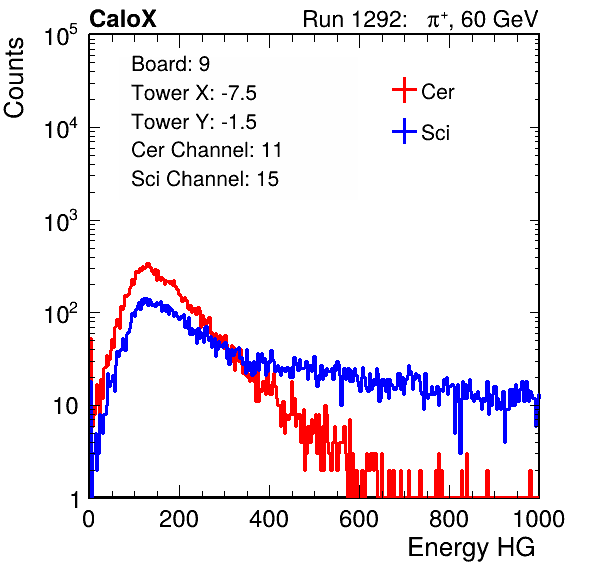 CaloX Run 1292: π⁺, 60 GeV
Counts
10⁵
10⁴
10³
10²
10
1
Board: 9
Tower X: -7.5
Tower Y: -1.5
Cer Channel: 11
Sci Channel: 15
Cer
Sci
0 200 400 600 800 1000
Energy HG